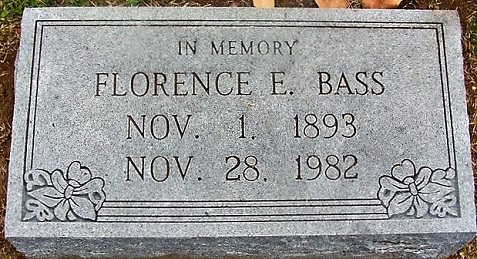 IN MEMORY
FLORENCE E. BASS
NOV. 1. 1893
NOV. 28. 1982